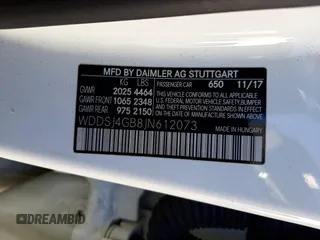 MFD BY DAIMLER AG STUTTGART
KG LBS PASSENGER CAR 650 11/17
GVWR 2025 4464
GAWR FRONT 1065 2348
GAWR REAR 975 2150
THIS VEHICLE CONFORMS TO ALL APPLICABLE
U.S. FEDERAL MOTOR VEHICLE SAFETY, BUMPER,
AND THEFT PREVENTION STANDARDS IN EFFECT
ON THE DATE OF MANUFACTURE SHOWN ABOVE.
WDDSJ4GB8JN612073
MADE IN HUNGARY
DREAMBID